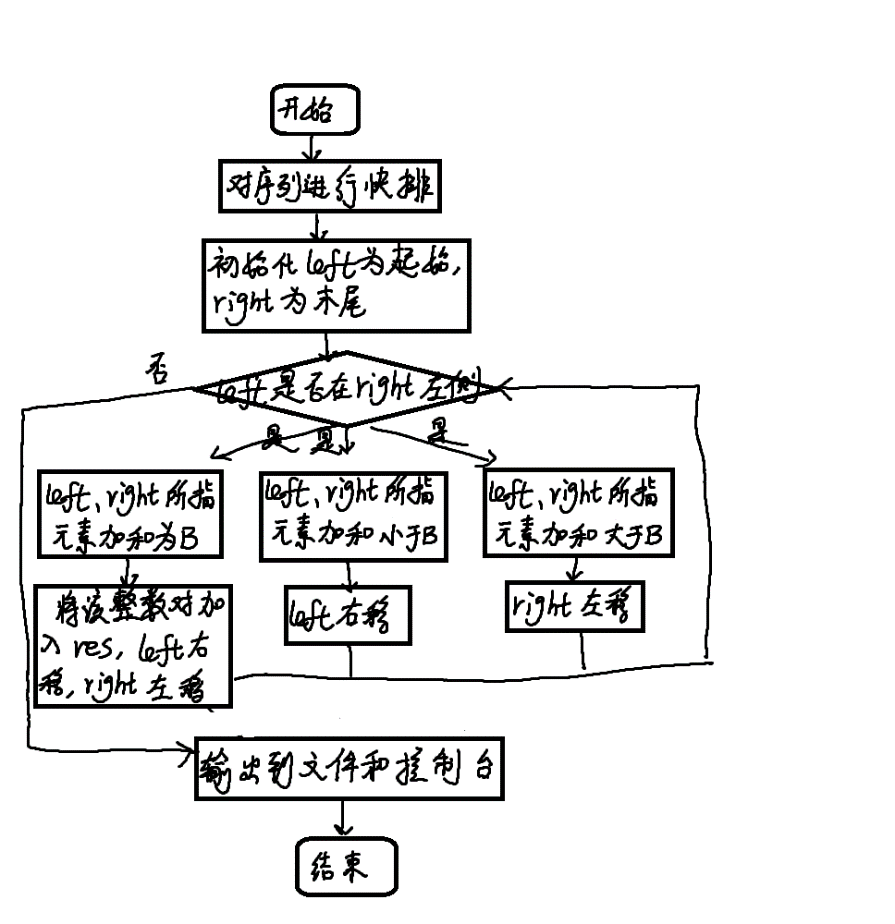 开始
对序列进行快排
初始化left为起始,
right为末尾
否
left是否在right左侧
是
是
是
left、right所指
元素加和为B
left、right所指
元素加和小于B
left、right所指
元素加和大于B
将该整数对加
入res, left右
移,right左移
left右移
right左移
输出到文件和控制台
结束